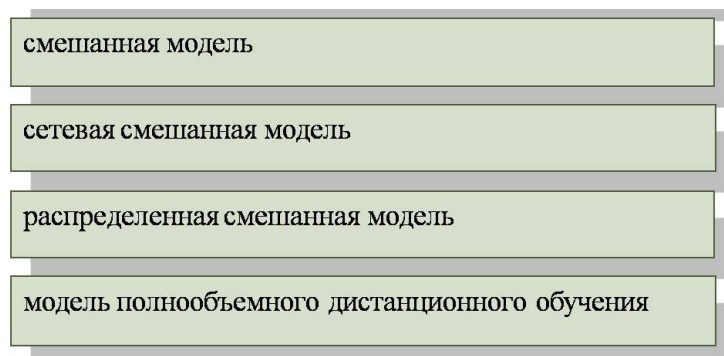 смешанная модель
сетевая смешанная модель
распределенная смешанная модель
модель полнообъемного дистанционного обучения